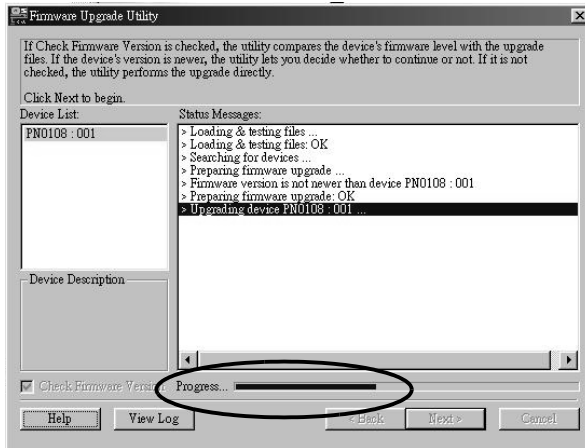 Firmware Upgrade Utility
If Check Firmware Version is checked, the utility compares the device's firmware level with the upgrade
files. If the device's version is newer, the utility lets you decide whether to continue or not. If it is not
checked, the utility performs the upgrade directly.
Click Next to begin.
Device List:
PN0108 : 001
Status Messages:
> Loading & testing files ...
> Loading & testing files: OK
> Searching for devices ...
> Preparing firmware upgrade ...
> Firmware version is not newer than device PN0108 : 001
> Preparing firmware upgrade: OK
> Upgrading device PN0108 : 001 ...
Device Description
Check Firmware Version
Progress...
Help
View Log
< Back
Next >
Cancel